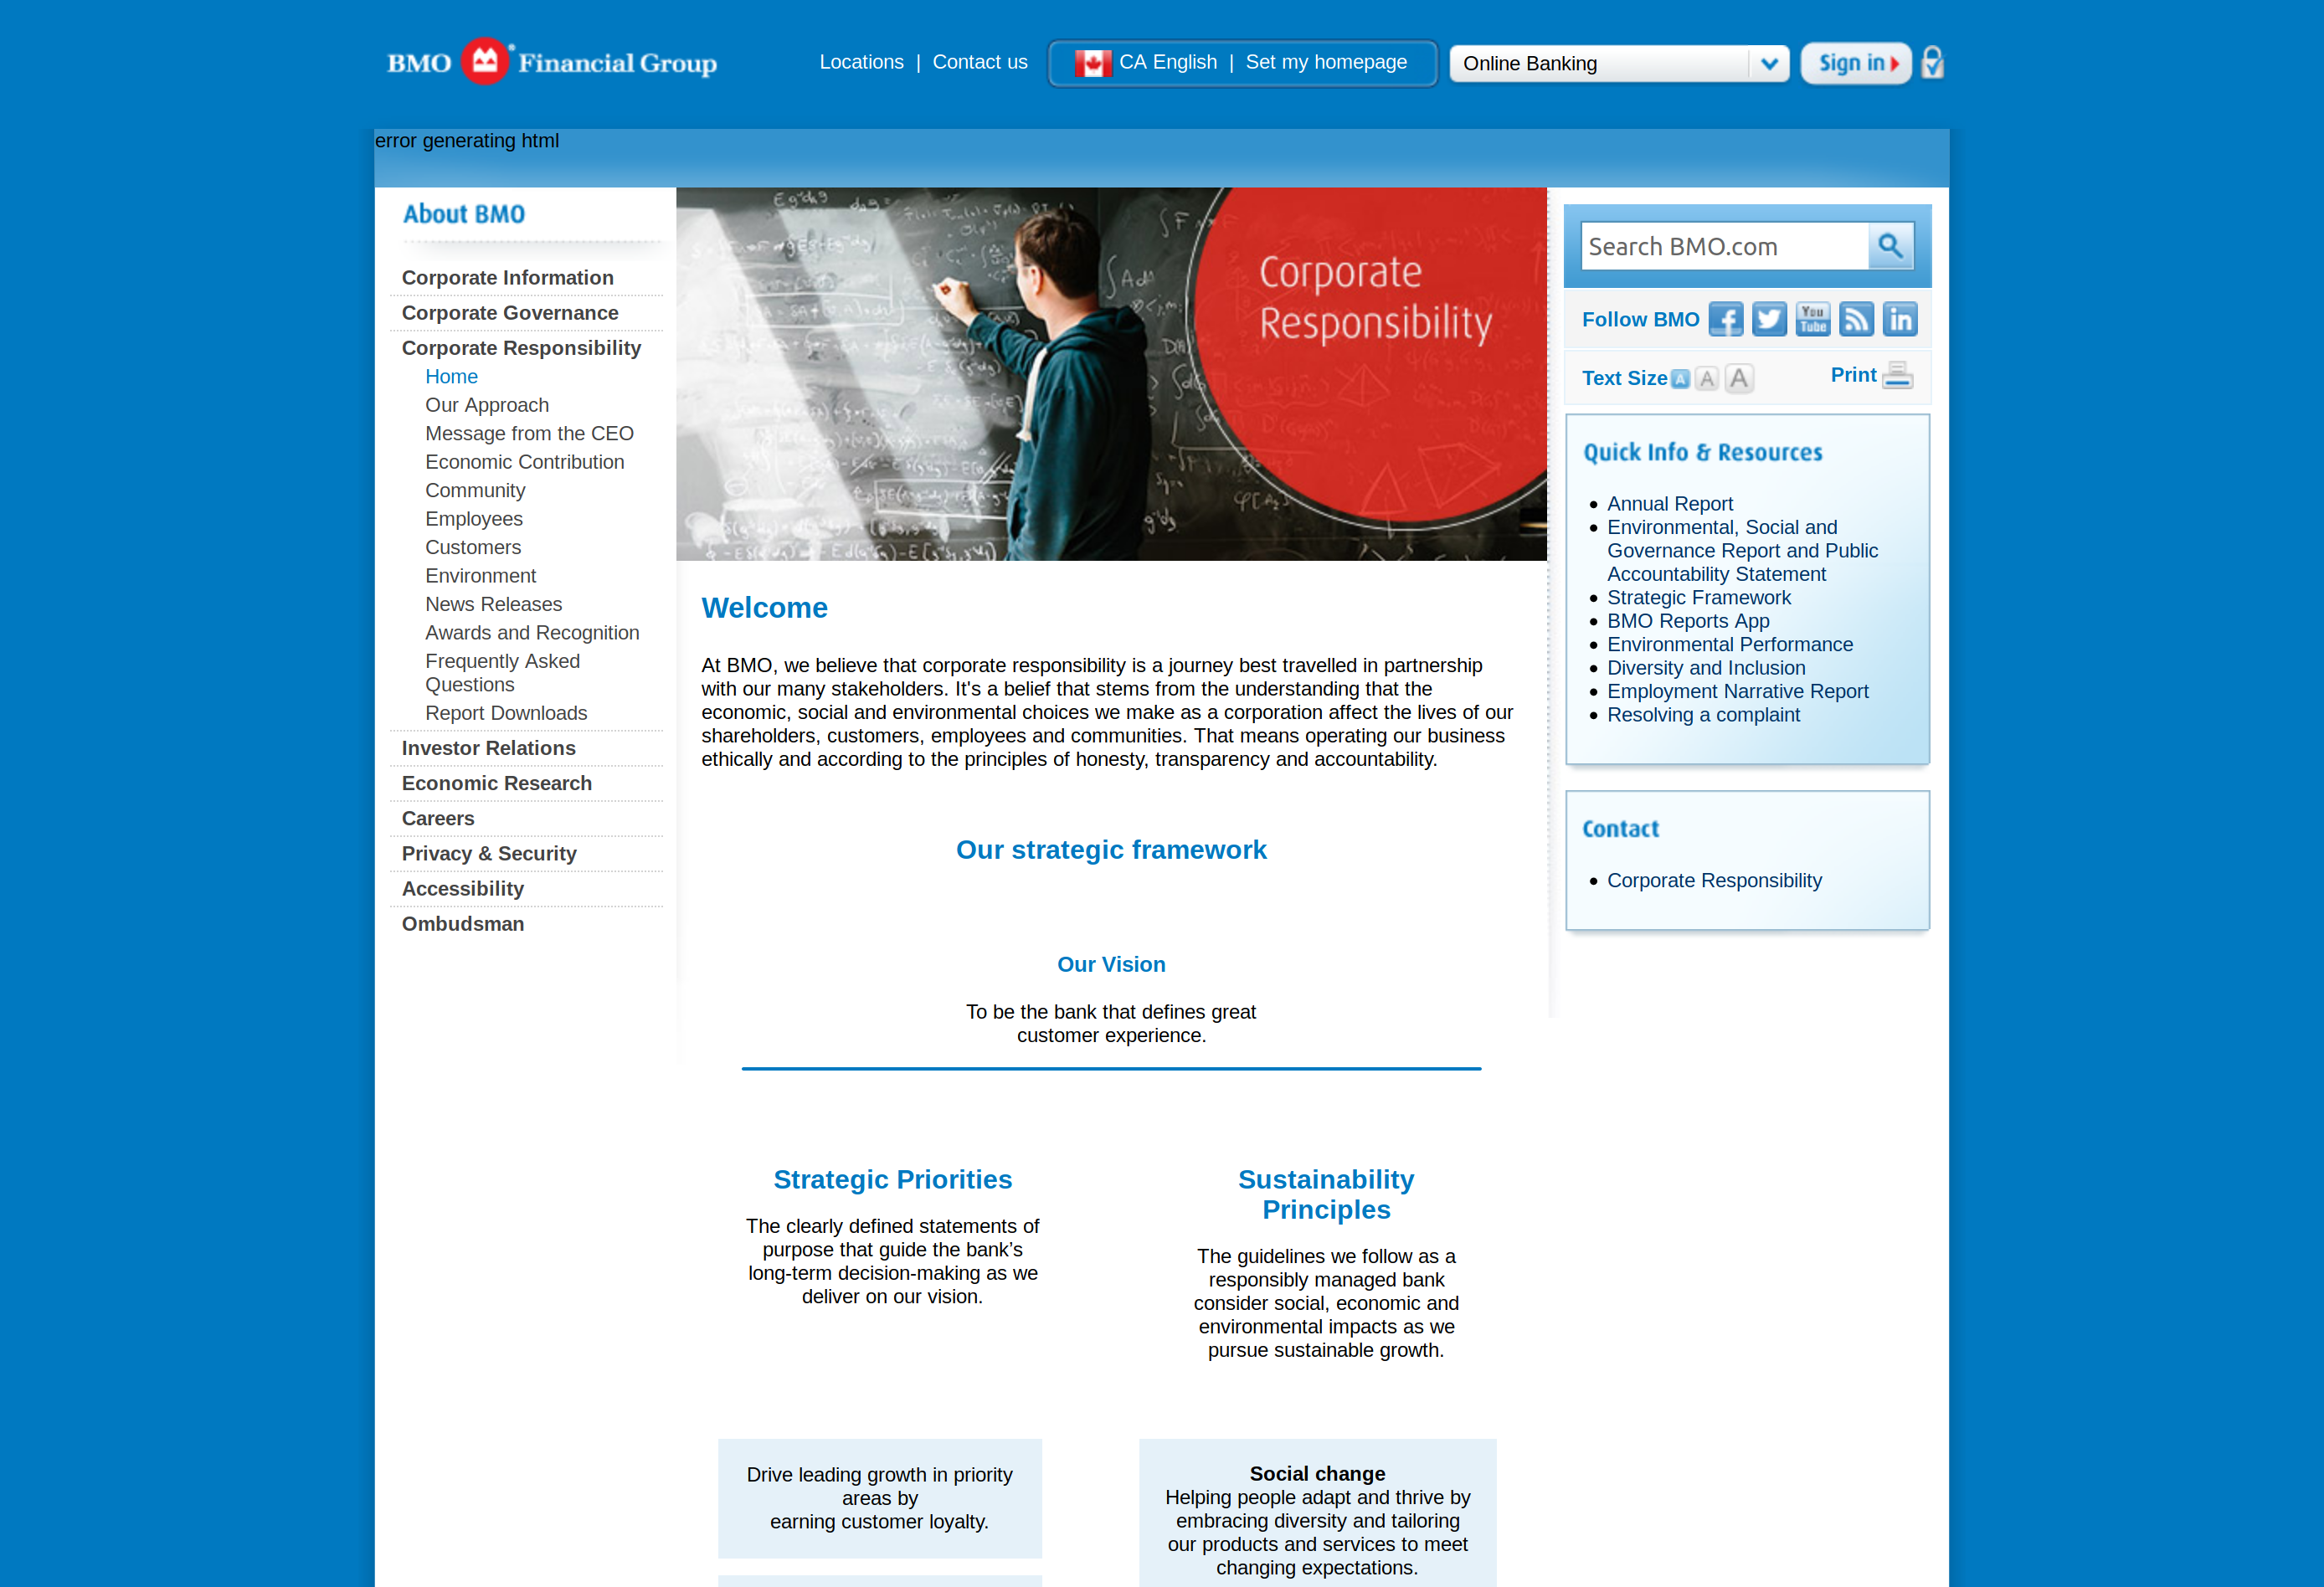 BMO Financial Group
Locations | Contact us
CA English | Set my homepage
Online Banking
Sign in
error generating html
About BMO
Corporate Information
Corporate Governance
Corporate Responsibility
Home
Our Approach
Message from the CEO
Economic Contribution
Community
Employees
Customers
Environment
News Releases
Awards and Recognition
Frequently Asked
Questions
Report Downloads
Investor Relations
Economic Research
Careers
Privacy & Security
Accessibility
Ombudsman
Corporate
Responsibility
Welcome
At BMO, we believe that corporate responsibility is a journey best travelled in partnership
with our many stakeholders. It's a belief that stems from the understanding that the
economic, social and environmental choices we make as a corporation affect the lives of our
shareholders, customers, employees and communities. That means operating our business
ethically and according to the principles of honesty, transparency and accountability.
Our strategic framework
Our Vision
To be the bank that defines great
customer experience.
Strategic Priorities
The clearly defined statements of
purpose that guide the bank’s
long-term decision-making as we
deliver on our vision.
Sustainability
Principles
The guidelines we follow as a
responsibly managed bank
consider social, economic and
environmental impacts as we
pursue sustainable growth.
Drive leading growth in priority
areas by
earning customer loyalty.
Social change
Helping people adapt and thrive by
embracing diversity and tailoring
our products and services to meet
changing expectations.
Search BMO.com
Follow BMO
You
Tube
in
Text Size A A A
Print
Quick Info & Resources
Annual Report
Environmental, Social and
Governance Report and Public
Accountability Statement
Strategic Framework
BMO Reports App
Environmental Performance
Diversity and Inclusion
Employment Narrative Report
Resolving a complaint
Contact
Corporate Responsibility